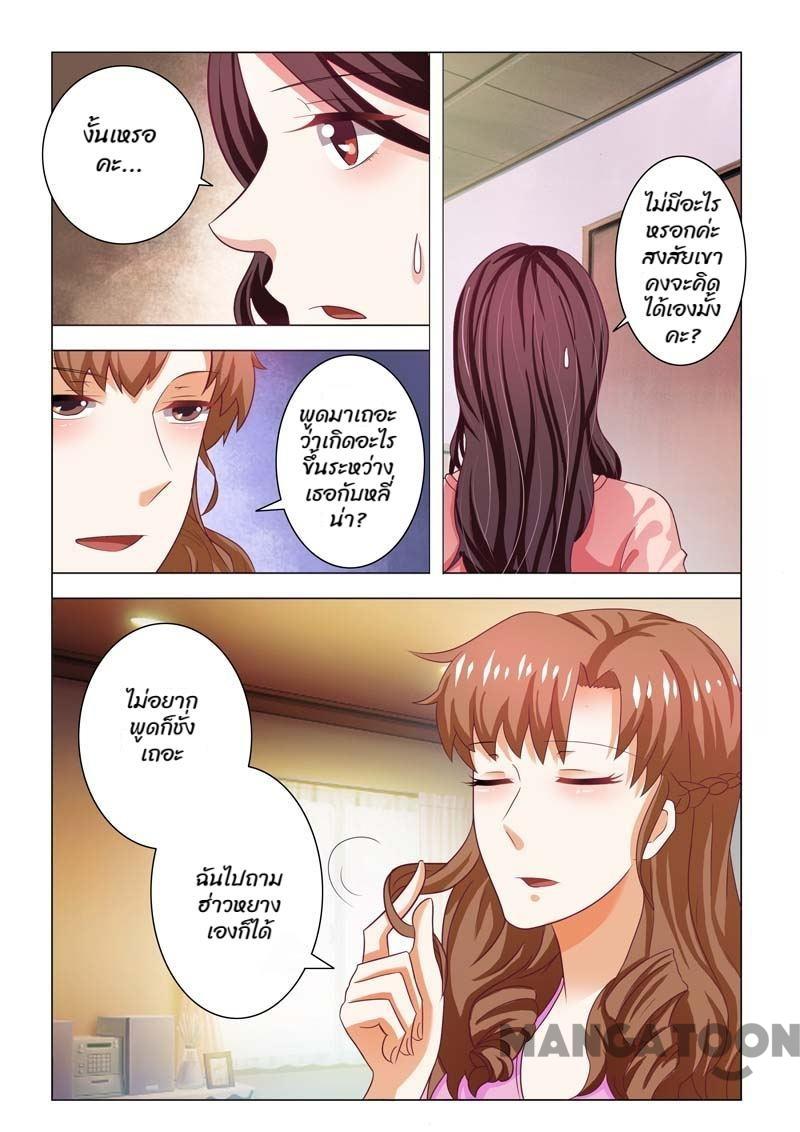 งั้นเหรอ
คะ...
ไม่มีอะไร
หรอกค่ะ
สงสัยเขา
คงจะคิด
ได้เองมั้ง
คะ?
พูดมาเถอะ
ว่าเกิดอะไร
ขึ้นระหว่าง
เธอกับหลี่
น่า?
ไม่อยาก
พูดก็ชั่ง
เถอะ
ฉันไปถาม
ฮ่าวหยาง
เองก็ได้
MANGATOON